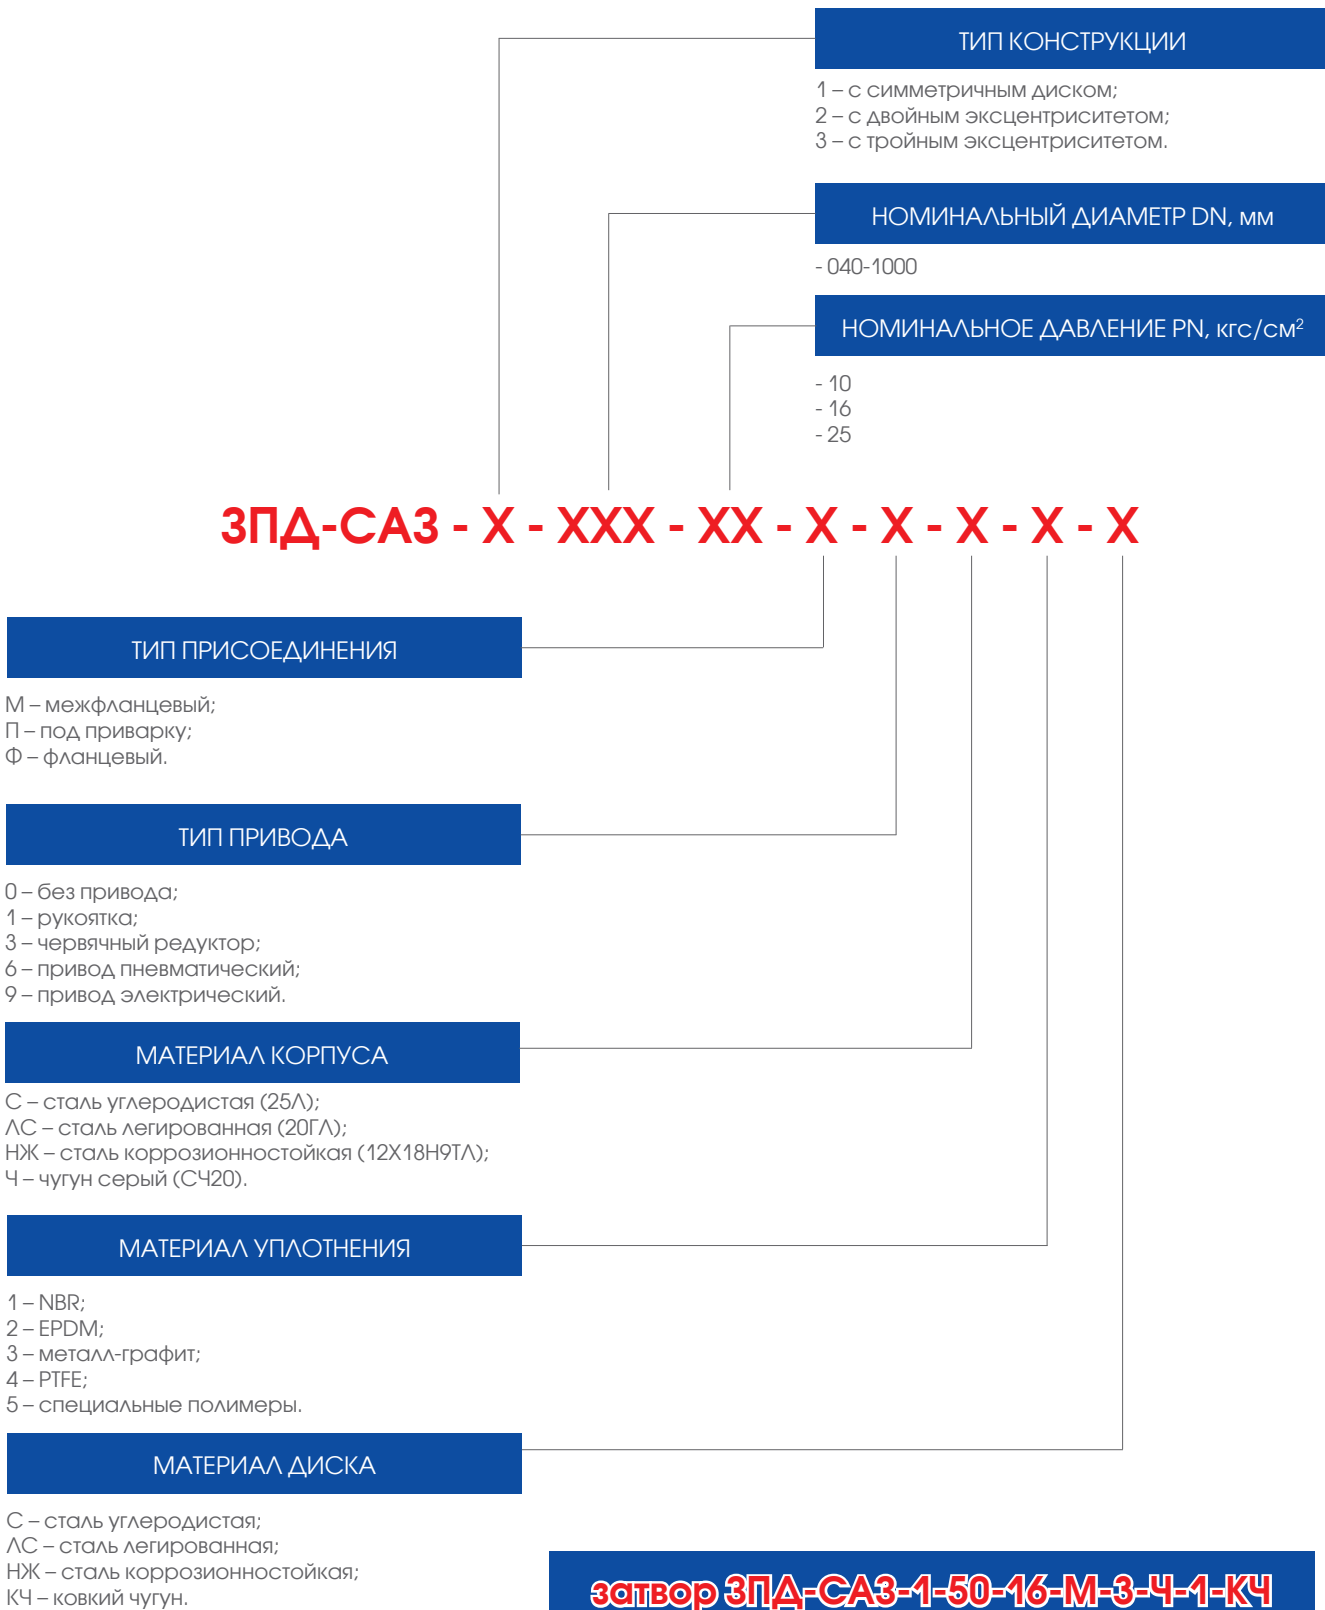 ТИП КОНСТРУКЦИИ
1 – с симметричным диском;
2 – с двойным эксцентриситетом;
3 – с тройным эксцентриситетом.
НОМИНАЛЬНЫЙ ДИАМЕТР DN, мм
- 040-1000
НОМИНАЛЬНОЕ ДАВЛЕНИЕ PN, кгс/см²
- 10
- 16
- 25
ЗПД-САЗ - Х - ХХХ - ХХ - Х - Х - Х - Х - Х
ТИП ПРИСОЕДИНЕНИЯ
М – межфланцевый;
П – под приварку;
Ф – фланцевый.
ТИП ПРИВОДА
0 – без привода;
1 – рукоятка;
3 – червячный редуктор;
6 – привод пневматический;
9 – привод электрический.
МАТЕРИАЛ КОРПУСА
С – сталь углеродистая (25Л);
ЛС – сталь легированная (20ГЛ);
НЖ – сталь коррозионностойкая (12Х18Н9ТЛ);
Ч – чугун серый (СЧ20).
МАТЕРИАЛ УПЛОТНЕНИЯ
1 – NBR;
2 – EPDM;
3 – металл-графит;
4 – PTFE;
5 – специальные полимеры.
МАТЕРИАЛ ДИСКА
С – сталь углеродистая;
ЛС – сталь легированная;
НЖ – сталь коррозионностойкая;
КЧ – ковкий чугун.
затвор ЗПД-САЗ-1-50-16-М-3-Ч-1-КЧ